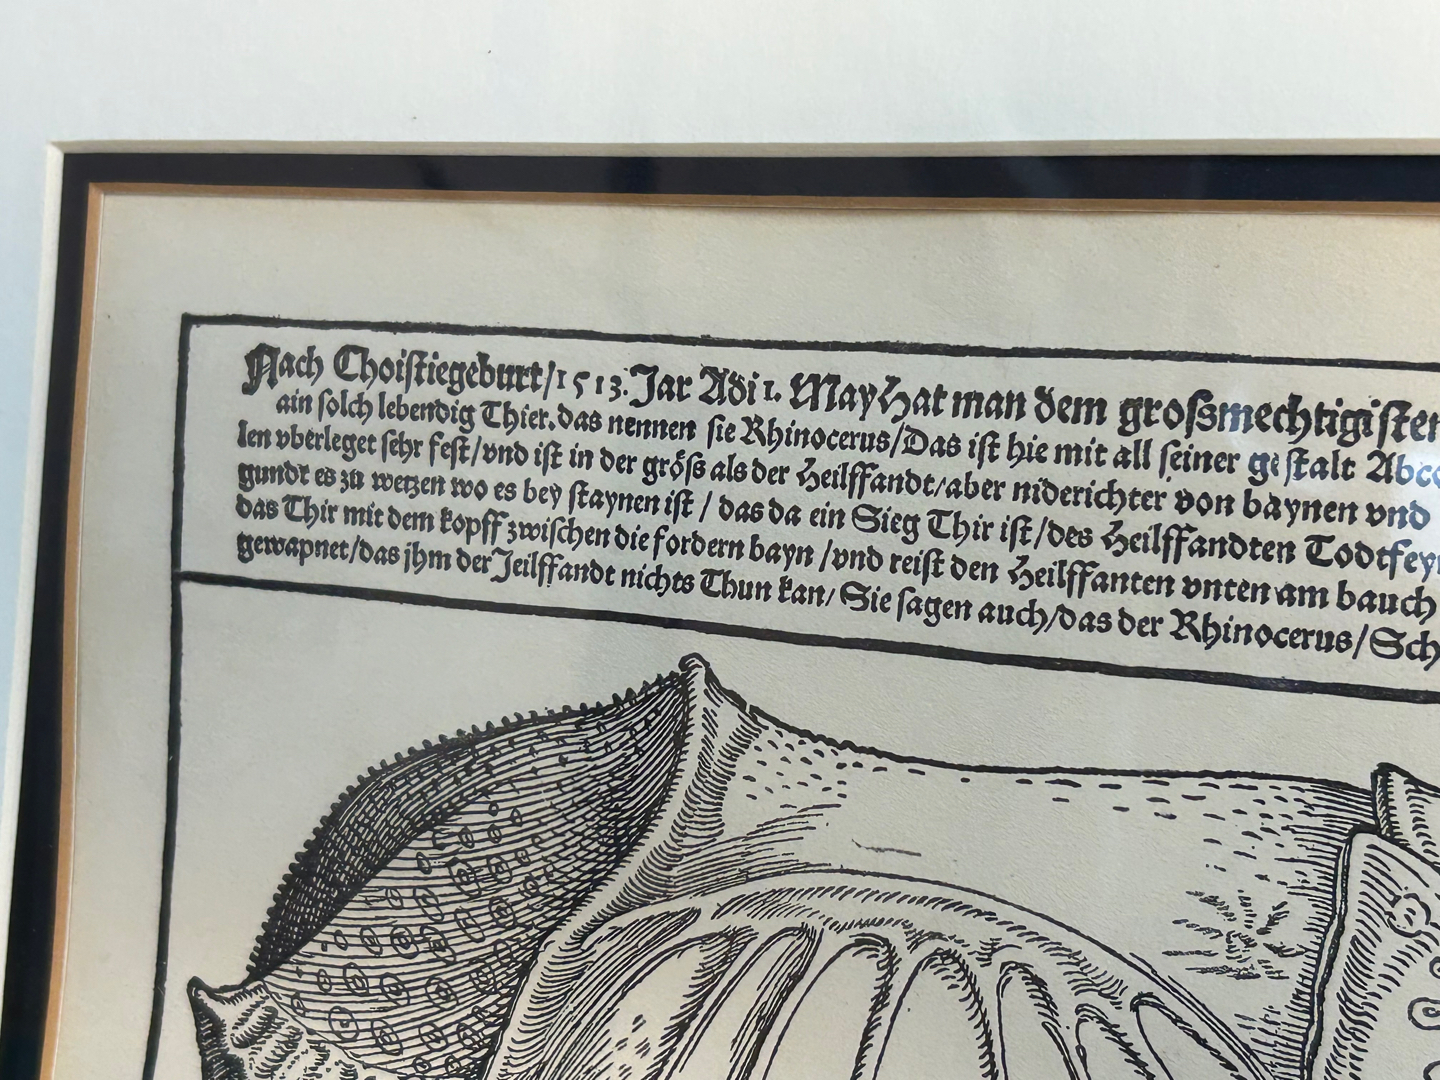 Nach Choistiegeburt/1513. Jar Adi 1. May Hat man dem grossmechtigisten
ain solch lebendig Thier. das nennen sie Rhinocerus/Das ist hie mit all seiner gestalt
len vberleget sehr fest/vnd ist in der gröss als der Heilffandt/aber niderichter von baynen vnd
gundt es zu wetzen wo es bey staynen ist / das da ein Sieg Thir ist/des Heilffandten
das Thir mit dem kopff zwischen die fordern bayn /vnd reist den Heilffanten vnten am bauch
gewapnet/das jhm der Jeilffandt nichts Thun kan/ Sie sagen auch/das der Rhinocerus/